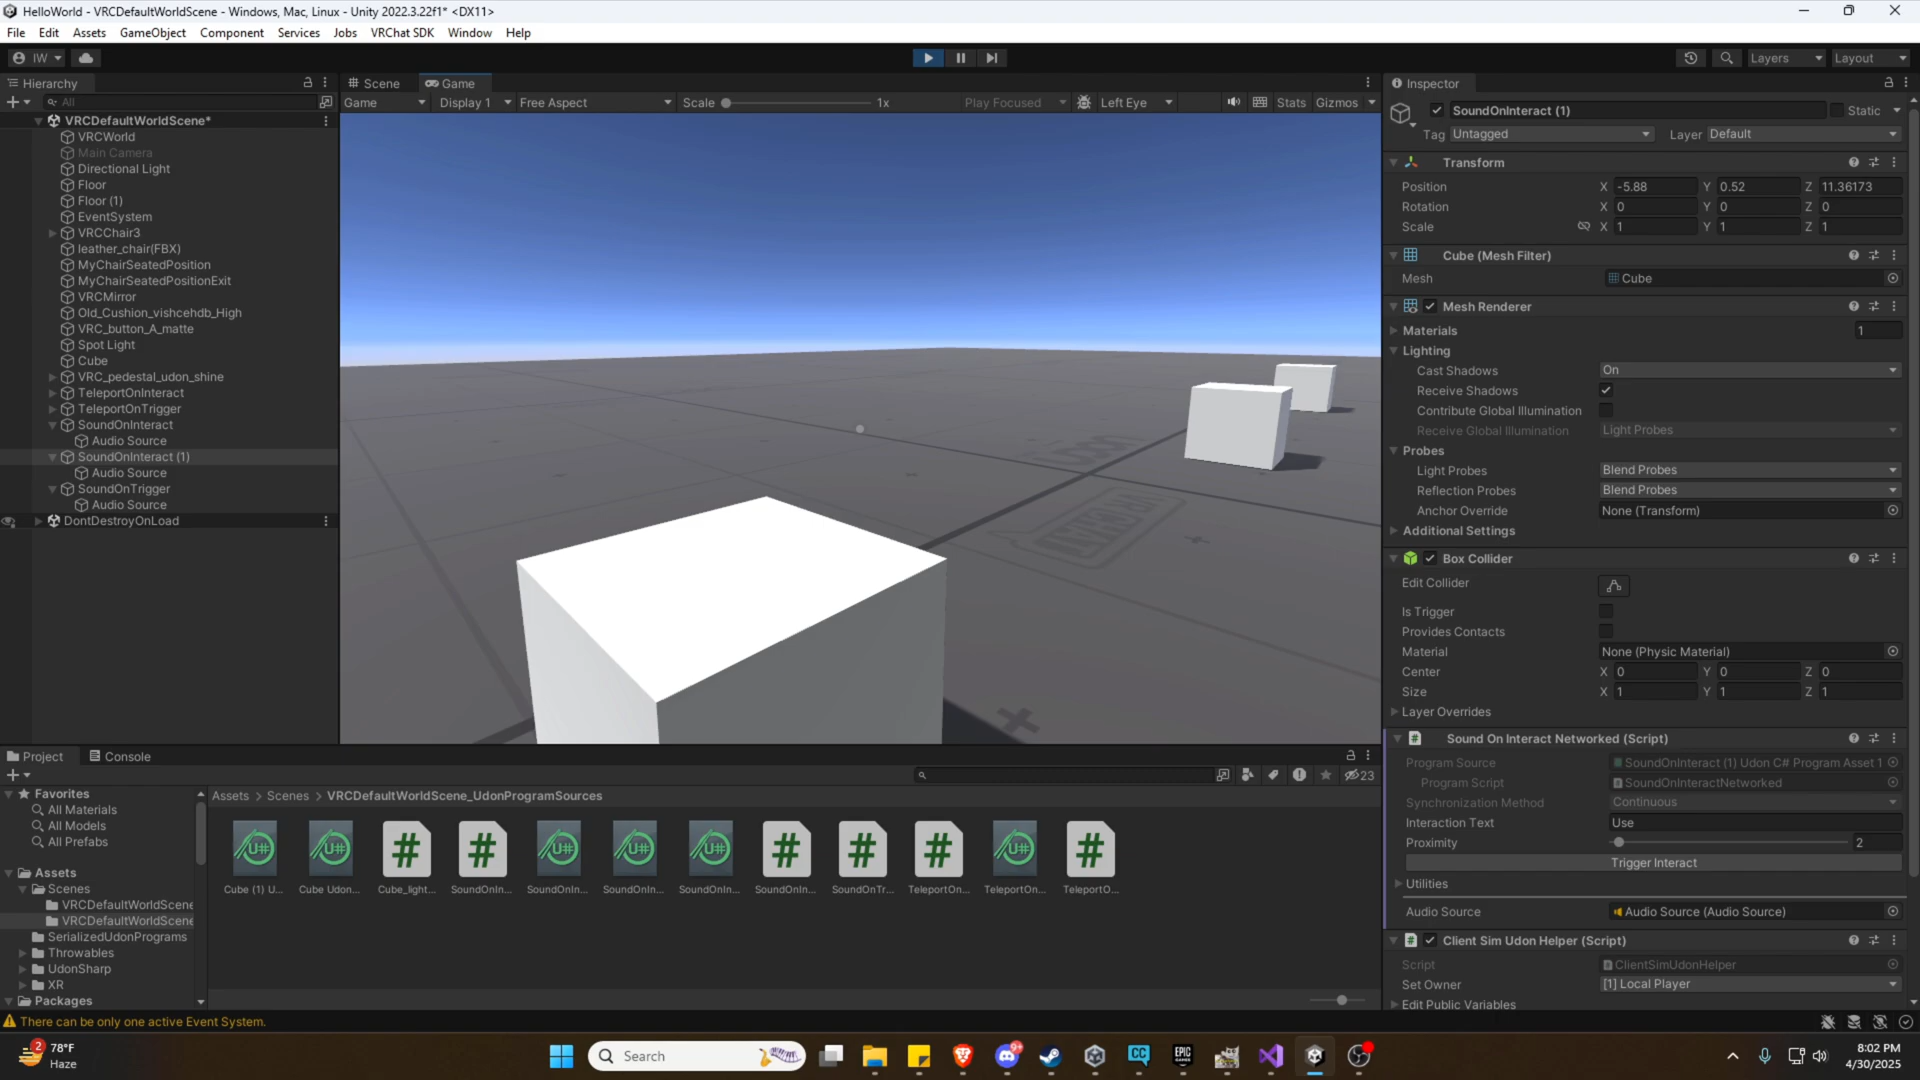 HelloWorld - VRCDefaultWorldScene - Windows, Mac, Linux - Unity 2022.3.22f1* <DX11>
File Edit Assets GameObject Component Services Jobs VRChat SDK Window Help
IW Layers Layout
Hierarchy
All
VRCDefaultWorldScene*
VRCWorld
Main Camera
Directional Light
Floor
Floor (1)
EventSystem
VRCChair3
leather_chair(FBX)
MyChairSeatedPosition
MyChairSeatedPositionExit
VRCMirror
Old_Cushion_vishcehdb_High
VRC_button_A_matte
Spot Light
Cube
VRC_pedestal_udon_shine
TeleportOnInteract
TeleportOnTrigger
SoundOnInteract
Audio Source
SoundOnInteract (1)
Audio Source
SoundOnTrigger
Audio Source
DontDestroyOnLoad
Scene Game
Game Display 1 Free Aspect Scale 1x Play Focused Left Eye Stats Gizmos
Inspector
SoundOnInteract (1) Static
Tag Untagged Layer Default
Transform
Position X -5.88 Y 0.52 Z 11.36173
Rotation X 0 Y 0 Z 0
Scale X 1 Y 1 Z 1
Cube (Mesh Filter)
Mesh Cube
Mesh Renderer
Materials 1
Lighting
Cast Shadows On
Receive Shadows
Contribute Global Illumination
Receive Global Illumination Light Probes
Probes
Light Probes Blend Probes
Reflection Probes Blend Probes
Anchor Override None (Transform)
Additional Settings
Box Collider
Edit Collider
Is Trigger
Provides Contacts
Material None (Physic Material)
Center X 0 Y 0 Z 0
Size X 1 Y 1 Z 1
Layer Overrides
Sound On Interact Networked (Script)
Program Source SoundOnInteract (1) Udon C# Program Asset 1
Program Script SoundOnInteractNetworked
Synchronization Method Continuous
Interaction Text Use
Proximity 2
Trigger Interact
Utilities
Audio Source Audio Source (Audio Source)
Client Sim Udon Helper (Script)
Script ClientSimUdonHelper
Set Owner [1] Local Player
Edit Public Variables
Project Console
23
Favorites
All Materials
All Models
All Prefabs
Assets
Scenes
VRCDefaultWorldScene
VRCDefaultWorldScene
SerializedUdonPrograms
Throwables
UdonSharp
XR
Packages
Assets > Scenes > VRCDefaultWorldScene_UdonProgramSources
Cube (1) U... Cube Udon... Cube_light... SoundOnIn... SoundOnIn... SoundOnIn... SoundOnIn... SoundOnIn... SoundOnTr... TeleportOn... TeleportOn... TeleportO...
There can be only one active Event System.
2
78°F
Haze
Search
8:02 PM
4/30/2025